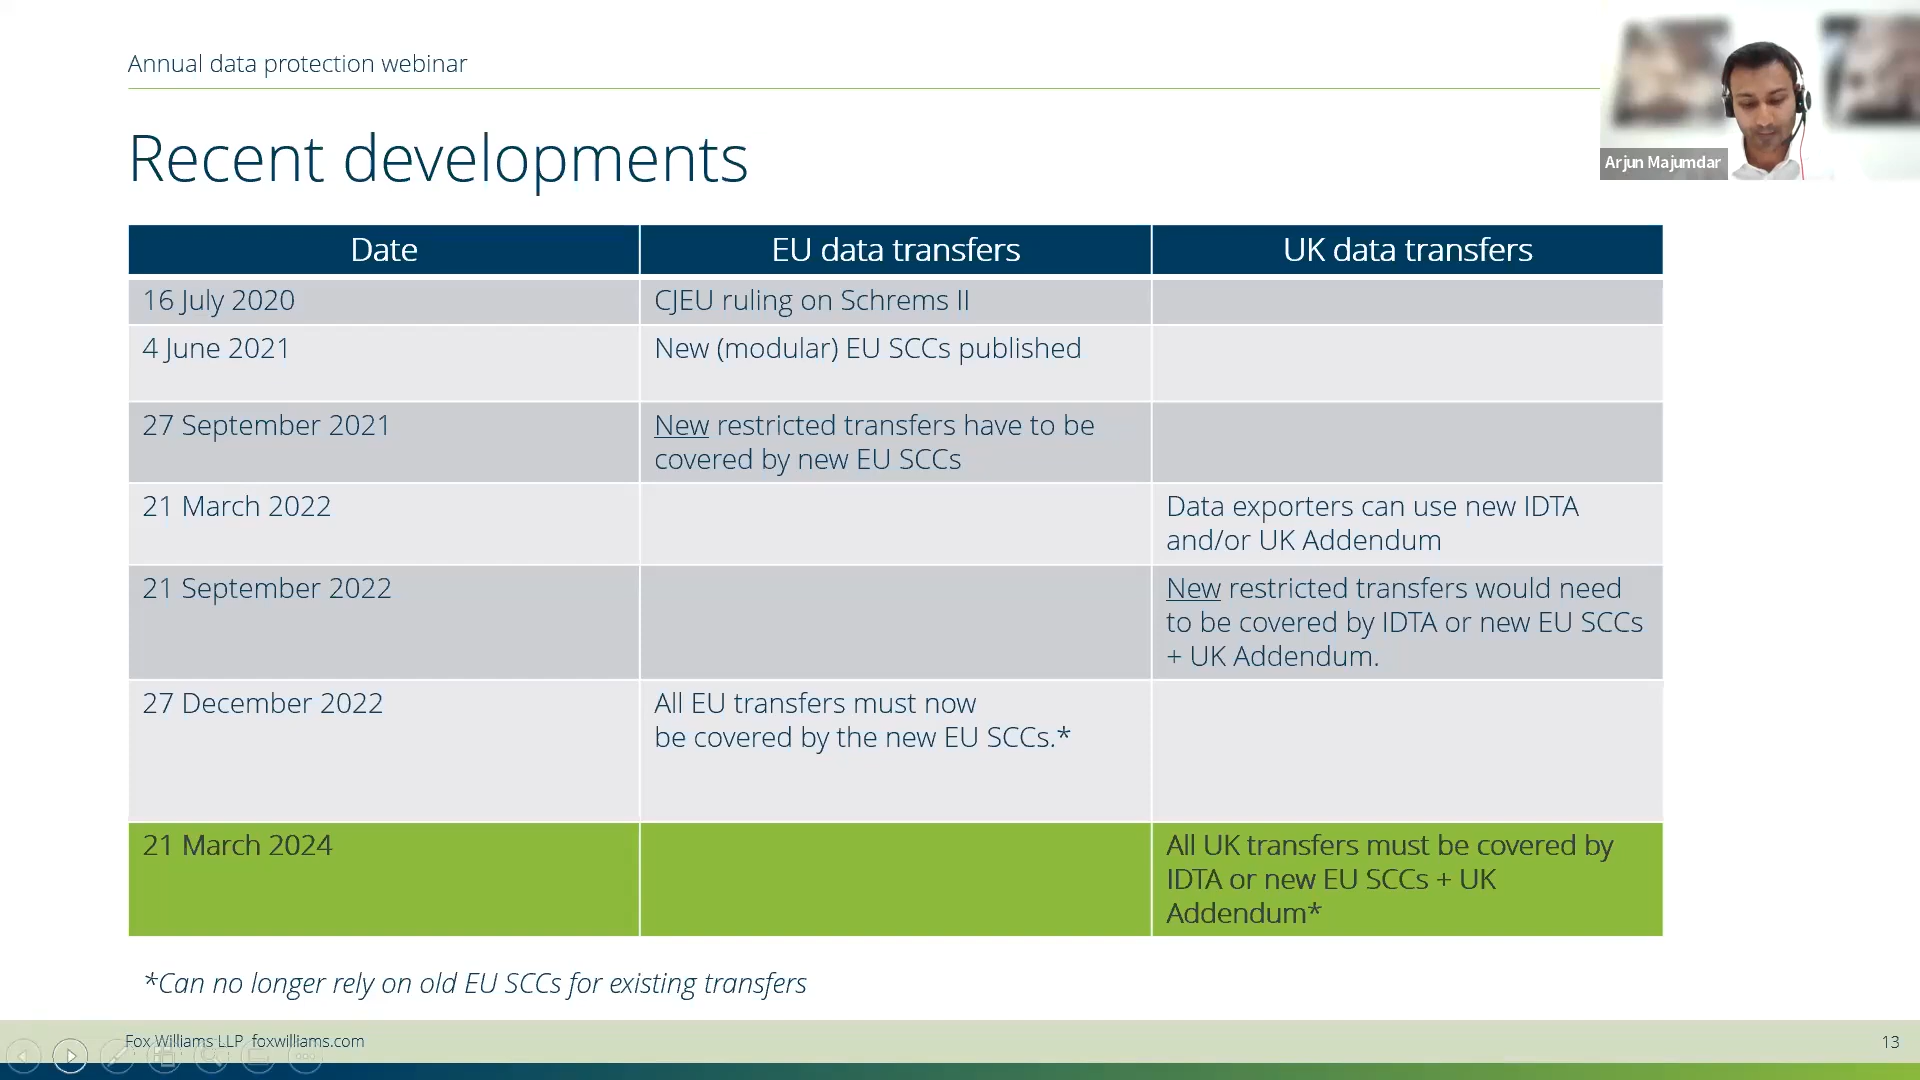 Annual data protection webinar
Arjun Majumdar
Recent developments
Date
EU data transfers
UK data transfers
16 July 2020
CJEU ruling on Schrems II
4 June 2021
New (modular) EU SCCs published
27 September 2021
New restricted transfers have to be
covered by new EU SCCs
21 March 2022
Data exporters can use new IDTA
and/or UK Addendum
21 September 2022
New restricted transfers would need
to be covered by IDTA or new EU SCCs
+ UK Addendum.
27 December 2022
All EU transfers must now
be covered by the new EU SCCs.*
21 March 2024
All UK transfers must be covered by
IDTA or new EU SCCs + UK
Addendum*
*Can no longer rely on old EU SCCs for existing transfers
Fox Williams LLP foxwilliams.com
13